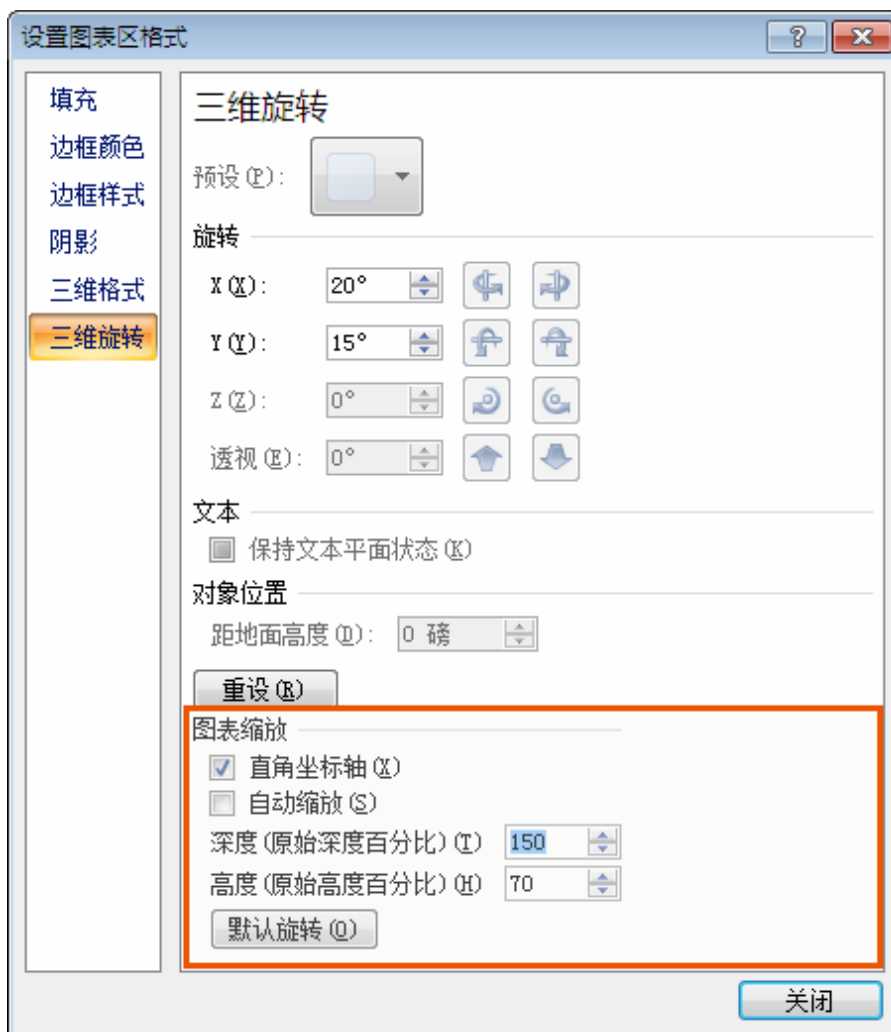 设置图表区格式
填充
边框颜色
边框样式
阴影
三维格式
三维旋转
三维旋转
预设(P):
旋转
X(X): 20°
Y(Y): 15°
Z(Z): 0°
透视(E): 0°
文本
保持文本平面状态(K)
对象位置
距地面高度(D): 0 磅
重设(R)
图表缩放
直角坐标轴(X)
自动缩放(S)
深度(原始深度百分比)(T) 150
高度(原始高度百分比)(H) 70
默认旋转(O)
关闭